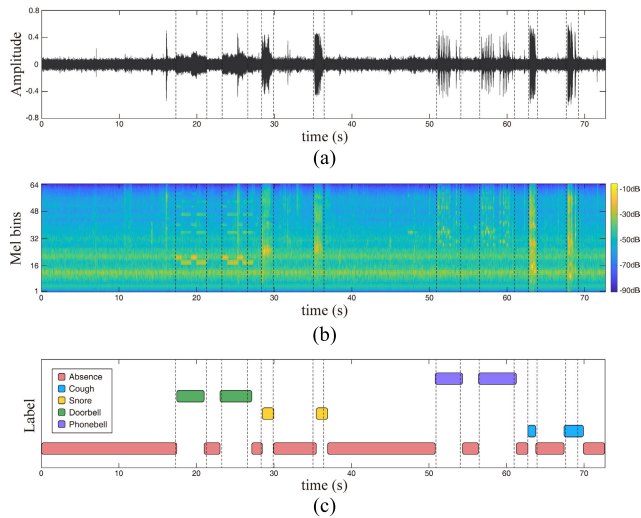 0.8
0.4
0
-0.4
-0.8
Amplitude
0 10 20 30 40 50 60 70
time (s)
(a)
64
48
32
16
1
Mel bins
0 10 20 30 40 50 60 70
time (s)
-10dB
-30dB
-50dB
-70dB
-90dB
(b)
Label
Absence
Cough
Snore
Doorbell
Phonebell
0 10 20 30 40 50 60 70
time (s)
(c)